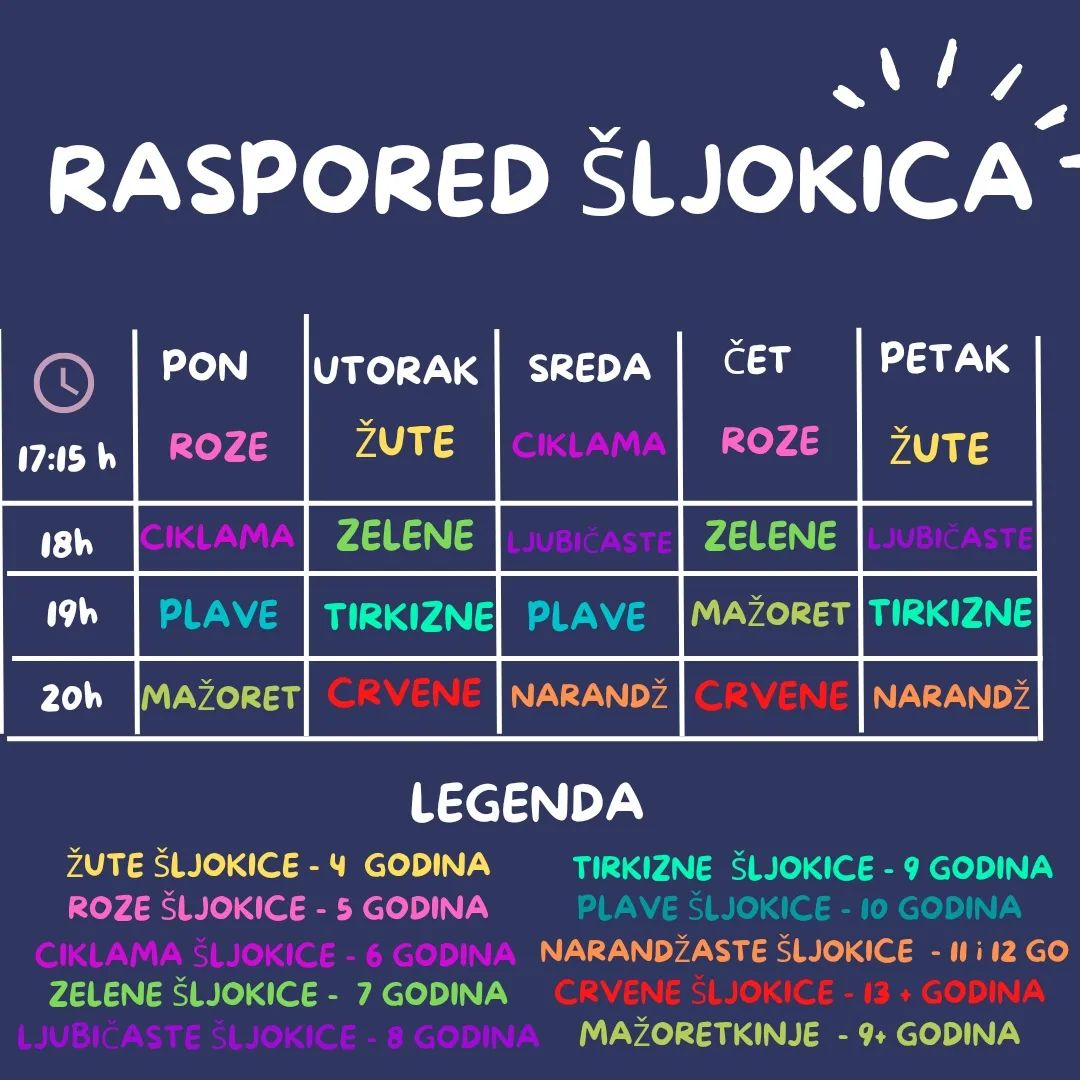 RASPORED ŠLJOKICA
PON UTORAK SREDA ČET PETAK
17:15 h ROZE ŽUTE CIKLAMA ROZE ŽUTE
18h CIKLAMA ZELENE LJUBIČASTE ZELENE LJUBIČASTE
19h PLAVE TIRKIZNE PLAVE MAŽORET TIRKIZNE
20h MAŽORET CRVENE NARANDŽ CRVENE NARANDŽ
LEGENDA
ŽUTE ŠLJOKICE - 4 GODINA
ROZE ŠLJOKICE - 5 GODINA
CIKLAMA ŠLJOKICE - 6 GODINA
ZELENE ŠLJOKICE - 7 GODINA
LJUBIČASTE ŠLJOKICE - 8 GODINA
TIRKIZNE ŠLJOKICE - 9 GODINA
PLAVE ŠLJOKICE - 10 GODINA
NARANDŽASTE ŠLJOKICE - 11 i 12 GO
CRVENE ŠLJOKICE - 13 + GODINA
MAŽORETKINJE - 9+ GODINA